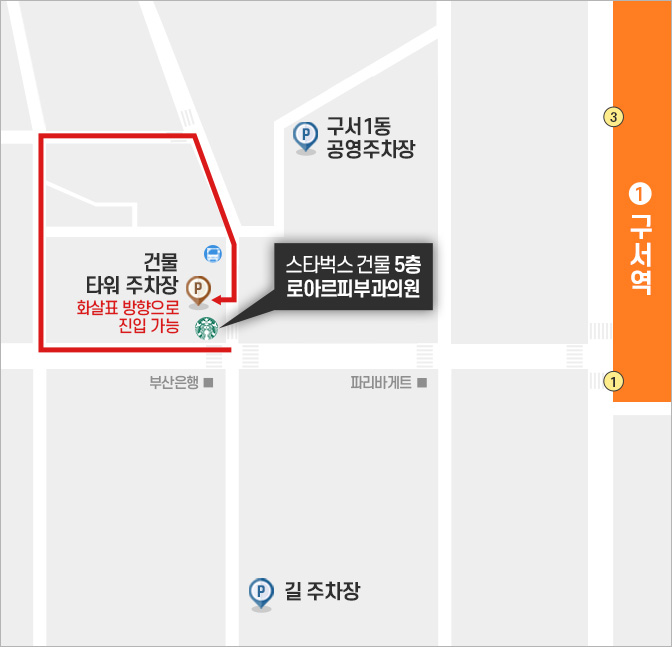 구서1동
공영주차장
3
1
구서역
건물
타워 주차장
화살표 방향으로
진입 가능
스타벅스 건물 5층
로아르피부과의원
P
P
부산은행
파리바게트
1
P
길 주차장